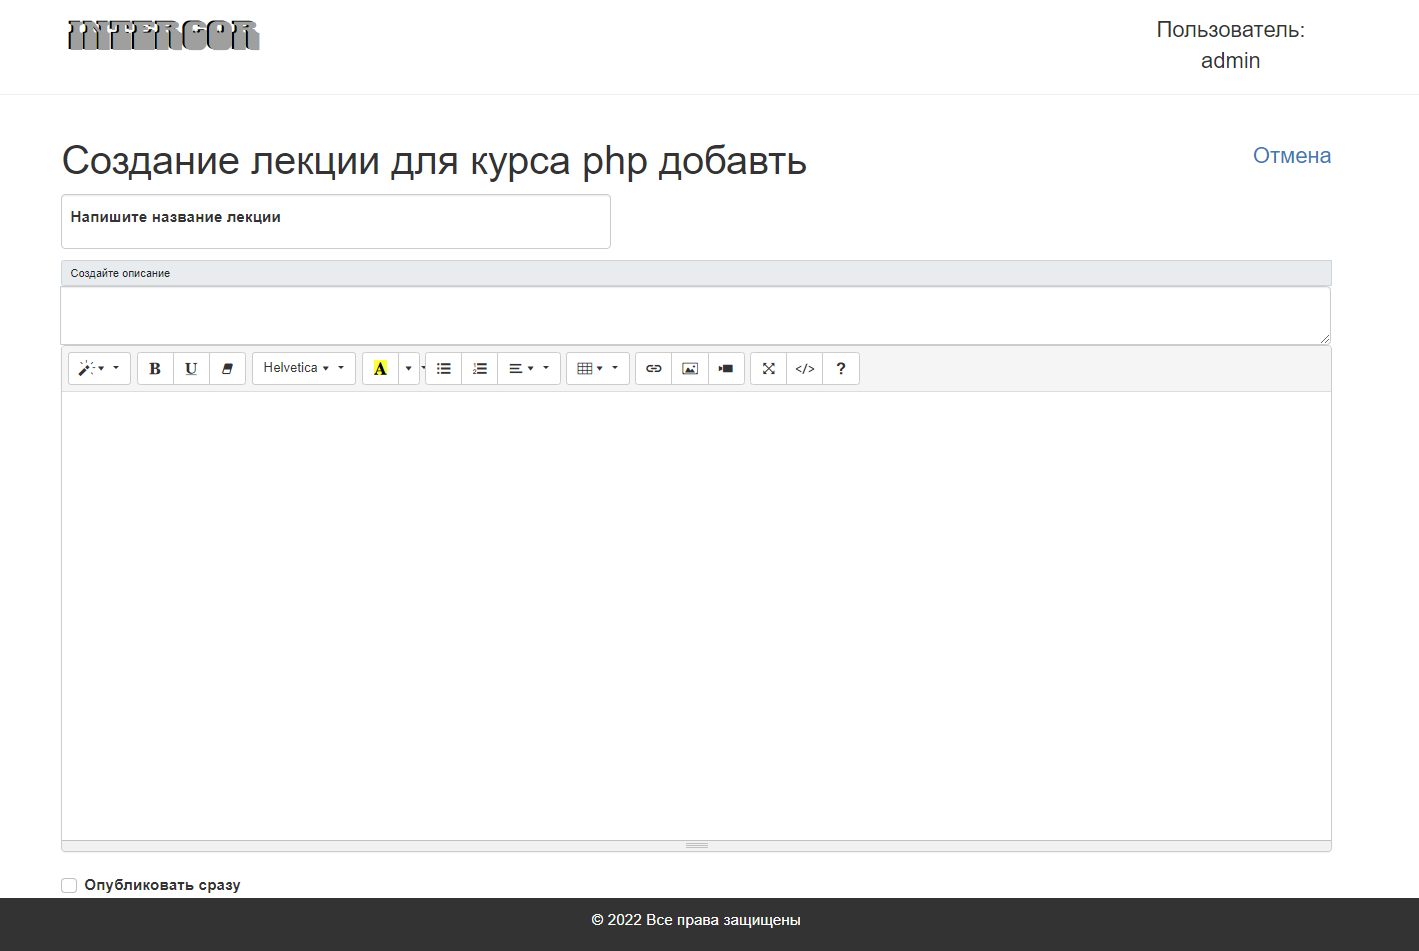 INTERCOR
Пользователь:
admin
Создание лекции для курса php добавть
Отмена
Напишите название лекции
Создайте описание
B U Helvetica A </> ?
Опубликовать сразу
© 2022 Все права защищены